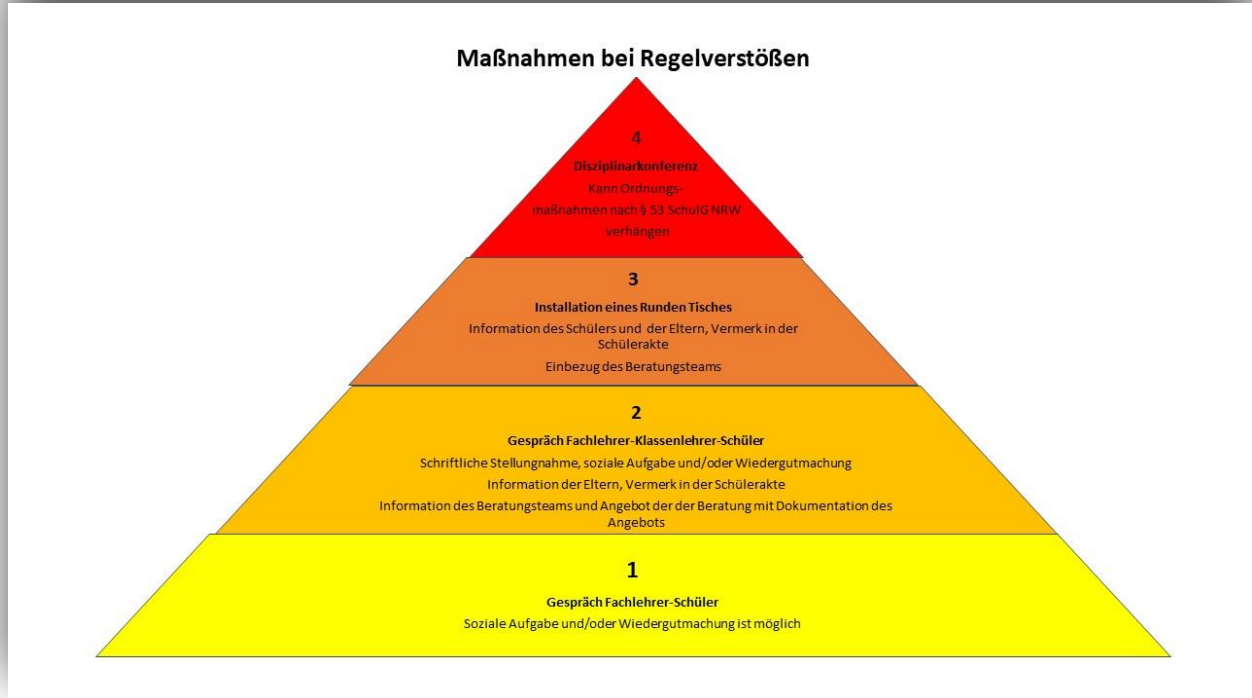 Maßnahmen bei Regelverstößen
4
Disziplinarkonferenz
Kann Ordnungs-
maßnahmen nach § 53 SchulG NRW
verhängen
3
Installation eines Runden Tisches
Information des Schülers und der Eltern, Vermerk in der
Schülerakte
Einbezug des Beratungsteams
2
Gespräch Fachlehrer-Klassenlehrer-Schüler
Schriftliche Stellungnahme, soziale Aufgabe und/oder Wiedergutmachung
Information der Eltern, Vermerk in der Schülerakte
Information des Beratungsteams und Angebot der der Beratung mit Dokumentation des
Angebots
1
Gespräch Fachlehrer-Schüler
Soziale Aufgabe und/oder Wiedergutmachung ist möglich